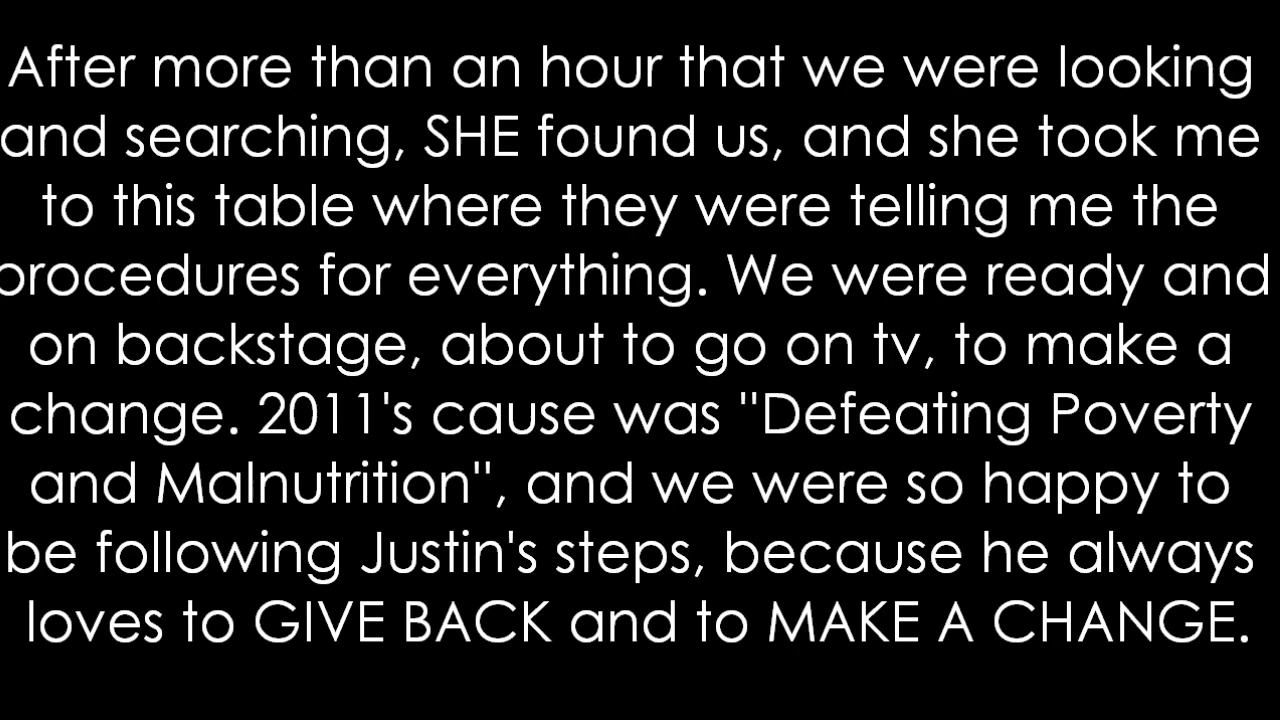 After more than an hour that we were looking
and searching, SHE found us, and she took me
to this table where they were telling me the
procedures for everything. We were ready and
on backstage, about to go on tv, to make a
change. 2011's cause was "Defeating Poverty
and Malnutrition", and we were so happy to
be following Justin's steps, because he always
loves to GIVE BACK and to MAKE A CHANGE.